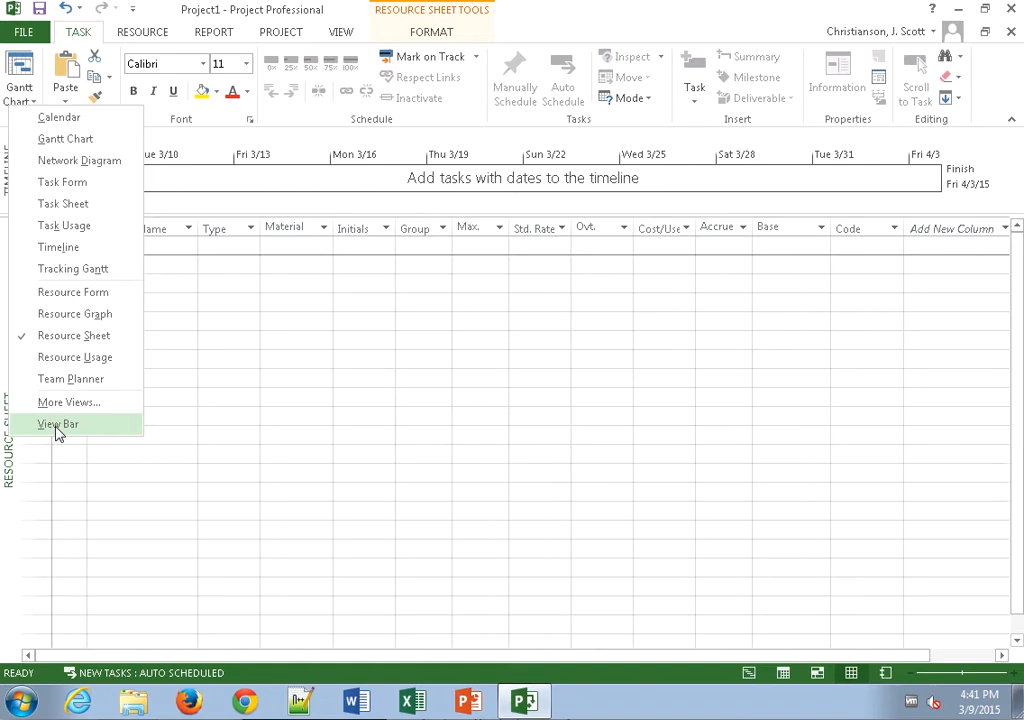 Project1 - Project Professional
RESOURCE SHEET TOOLS
FILE TASK RESOURCE REPORT PROJECT VIEW FORMAT
Christianson, J. Scott
Gantt Chart
Paste
Calibri 11
B I U A
Font
0% 25% 50% 75% 100%
Mark on Track
Respect Links
Inactivate
Schedule
Manually Schedule
Auto Schedule
Inspect
Move
Mode
Tasks
Task
Summary
Milestone
Deliverable
Insert
Information
Properties
Scroll to Task
Editing
Calendar
Gantt Chart
Network Diagram
Task Form
Task Sheet
Task Usage
Timeline
Tracking Gantt
Resource Form
Resource Graph
Resource Sheet
Resource Usage
Team Planner
More Views...
View Bar
ue 3/10 Fri 3/13 Mon 3/16 Thu 3/19 Sun 3/22 Wed 3/25 Sat 3/28 Tue 3/31 Fri 4/3
Add tasks with dates to the timeline
Finish
Fri 4/3/15
ame Type Material Initials Group Max. Std. Rate Ovt. Cost/Use Accrue Base Code Add New Column
RESOURCE SHEET
READY NEW TASKS : AUTO SCHEDULED
4:41 PM
3/9/2015